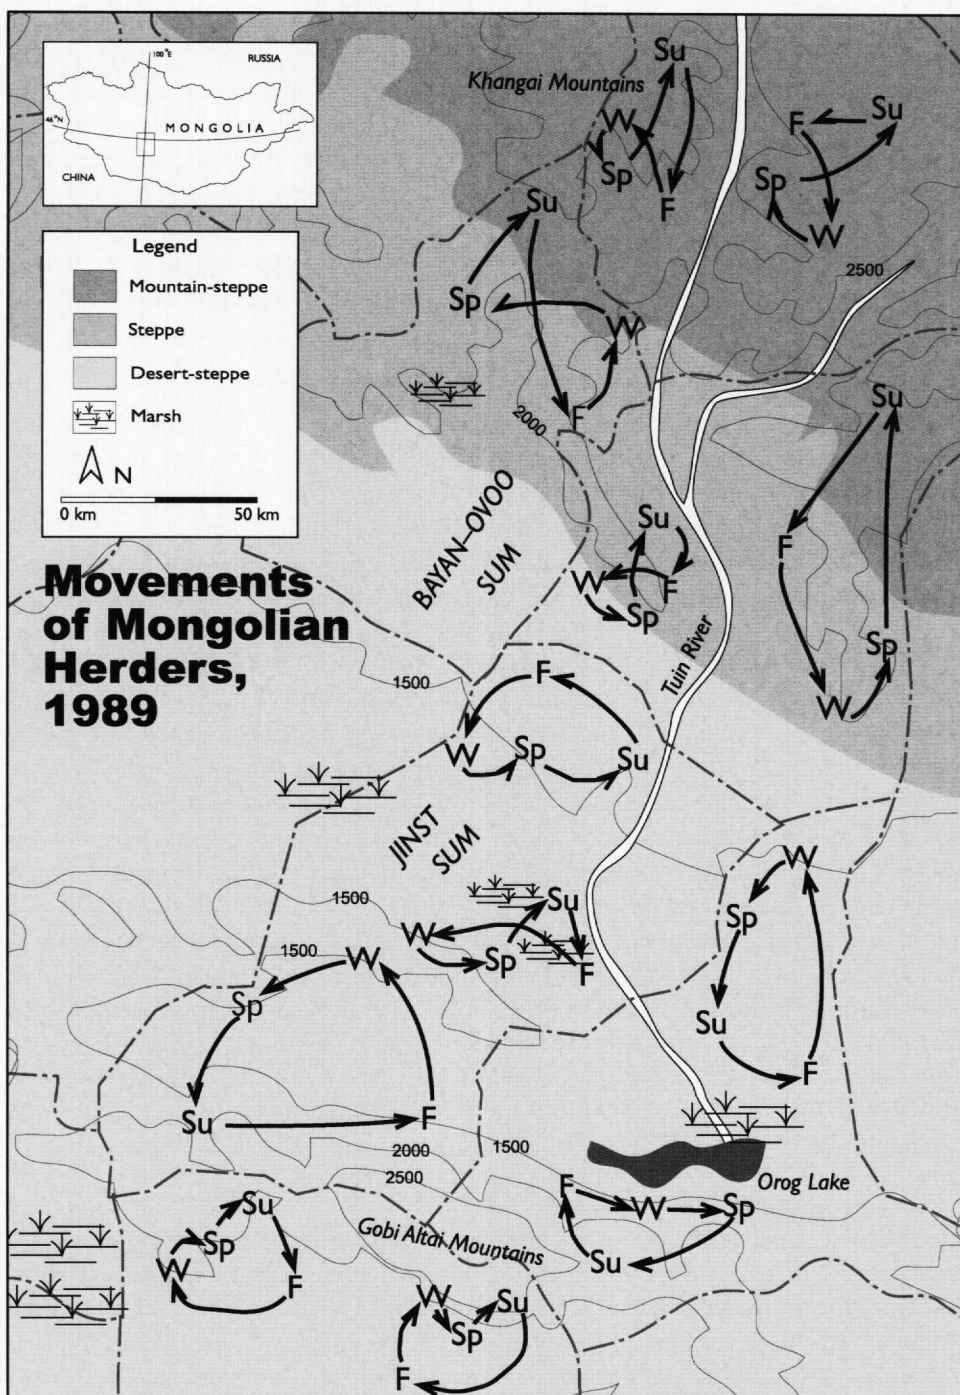 100°E
RUSSIA
46°N
MONGOLIA
CHINA
Legend
Mountain-steppe
Steppe
Desert-steppe
Marsh
N
0 km 50 km
Movements
of Mongolian
Herders,
1989
Su
Khangai Mountains
W
Sp
F
F
Su
Sp
W
Su
Sp
W
F
2500
2000
Su
F
Sp
W
BAYAN-OVOO
SUM
Su
W
F
Sp
Tuin River
1500
F
W
Sp
Su
JINST
SUM
W
Sp
Su
F
1500
Su
W
Sp
F
1500
W
Sp
Su
F
2000
1500
2500
Orog Lake
F
W
Sp
Su
Gobi Altai Mountains
Su
Sp
W
F
W
Su
Sp
F